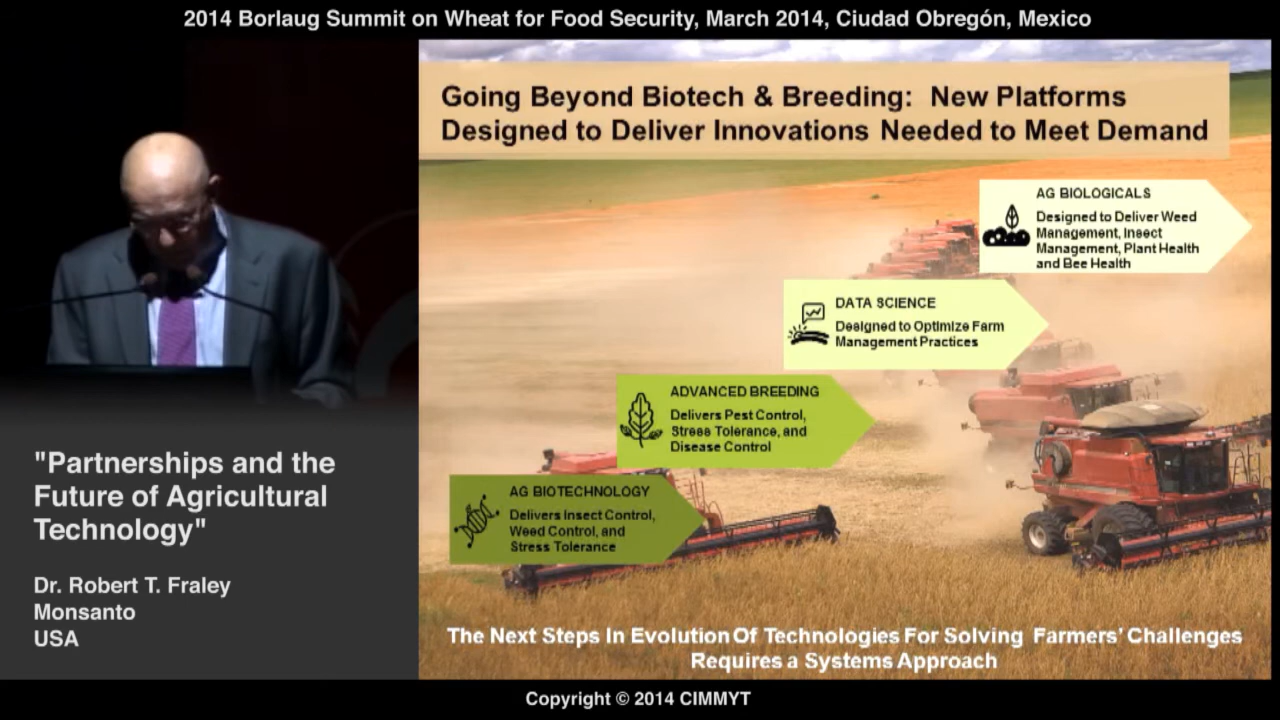 2014 Borlaug Summit on Wheat for Food Security, March 2014, Ciudad Obregón, Mexico
Going Beyond Biotech & Breeding: New Platforms
Designed to Deliver Innovations Needed to Meet Demand
AG BIOLOGICALS
Designed to Deliver Weed
Management, Insect
Management, Plant Health
and Bee Health
DATA SCIENCE
Designed to Optimize Farm
Management Practices
ADVANCED BREEDING
Delivers Pest Control,
Stress Tolerance, and
Disease Control
AG BIOTECHNOLOGY
Delivers Insect Control,
Weed Control, and
Stress Tolerance
The Next Steps In Evolution Of Technologies For Solving Farmers' Challenges
Requires a Systems Approach
"Partnerships and the
Future of Agricultural
Technology"
Dr. Robert T. Fraley
Monsanto
USA
Copyright © 2014 CIMMYT